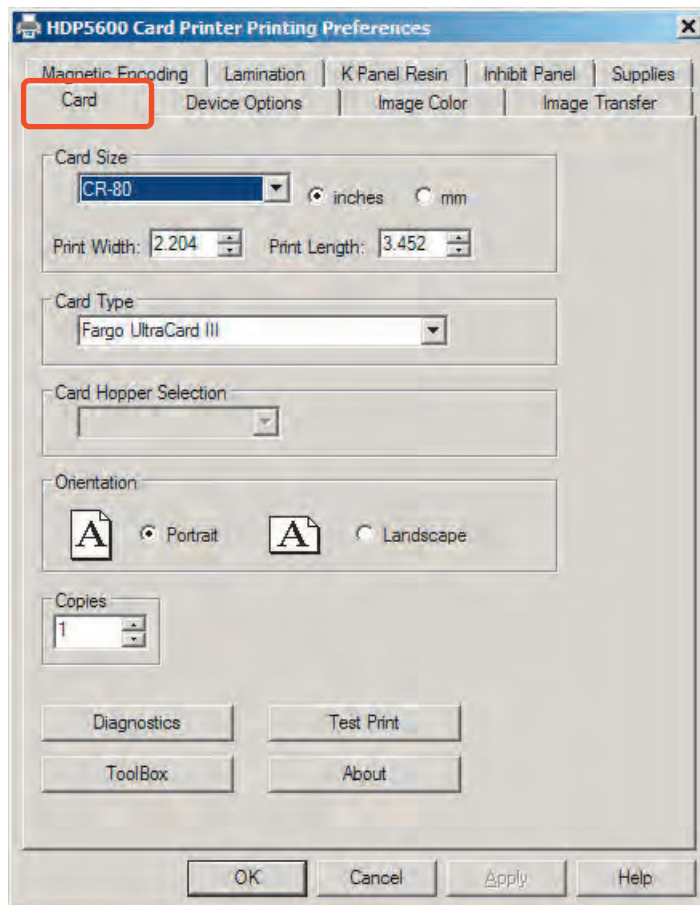 HDP5600 Card Printer Printing Preferences
Magnetic Encoding Lamination K Panel Resin Inhibit Panel Supplies
Card Device Options Image Color Image Transfer
Card Size
CR-80 inches mm
Print Width: 2.204 Print Length: 3.452
Card Type
Fargo UltraCard III
Card Hopper Selection
Orientation
A Portrait A Landscape
Copies
1
Diagnostics Test Print
ToolBox About
OK Cancel Apply Help